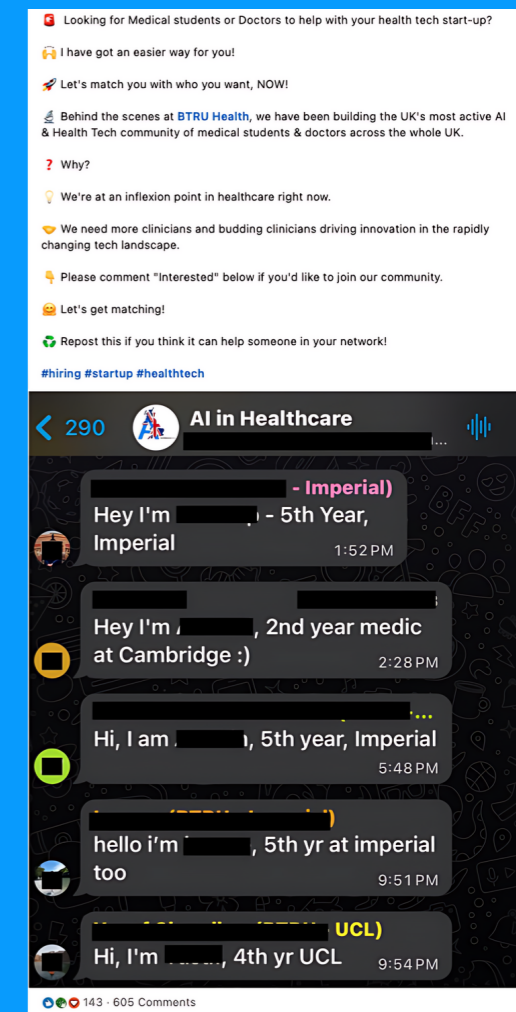 Looking for Medical students or Doctors to help with your health tech start-up?
I have got an easier way for you!
Let's match you with who you want, NOW!
Behind the scenes at BTRU Health, we have been building the UK's most active AI
& Health Tech community of medical students & doctors across the whole UK.
Why?
We're at an inflexion point in healthcare right now.
We need more clinicians and budding clinicians driving innovation in the rapidly
changing tech landscape.
Please comment "Interested" below if you'd like to join our community.
Let's get matching!
Repost this if you think it can help someone in your network!
#hiring #startup #healthtech
290
AI in Healthcare
- Imperial)
Hey I'm - 5th Year,
Imperial
1:52 PM
Hey I'm , 2nd year medic
at Cambridge :)
2:28 PM
Hi, I am , 5th year, Imperial
5:48 PM
hello i'm , 5th yr at imperial
too
9:51 PM
UCL)
Hi, I'm , 4th yr UCL
9:54 PM
143 · 605 Comments